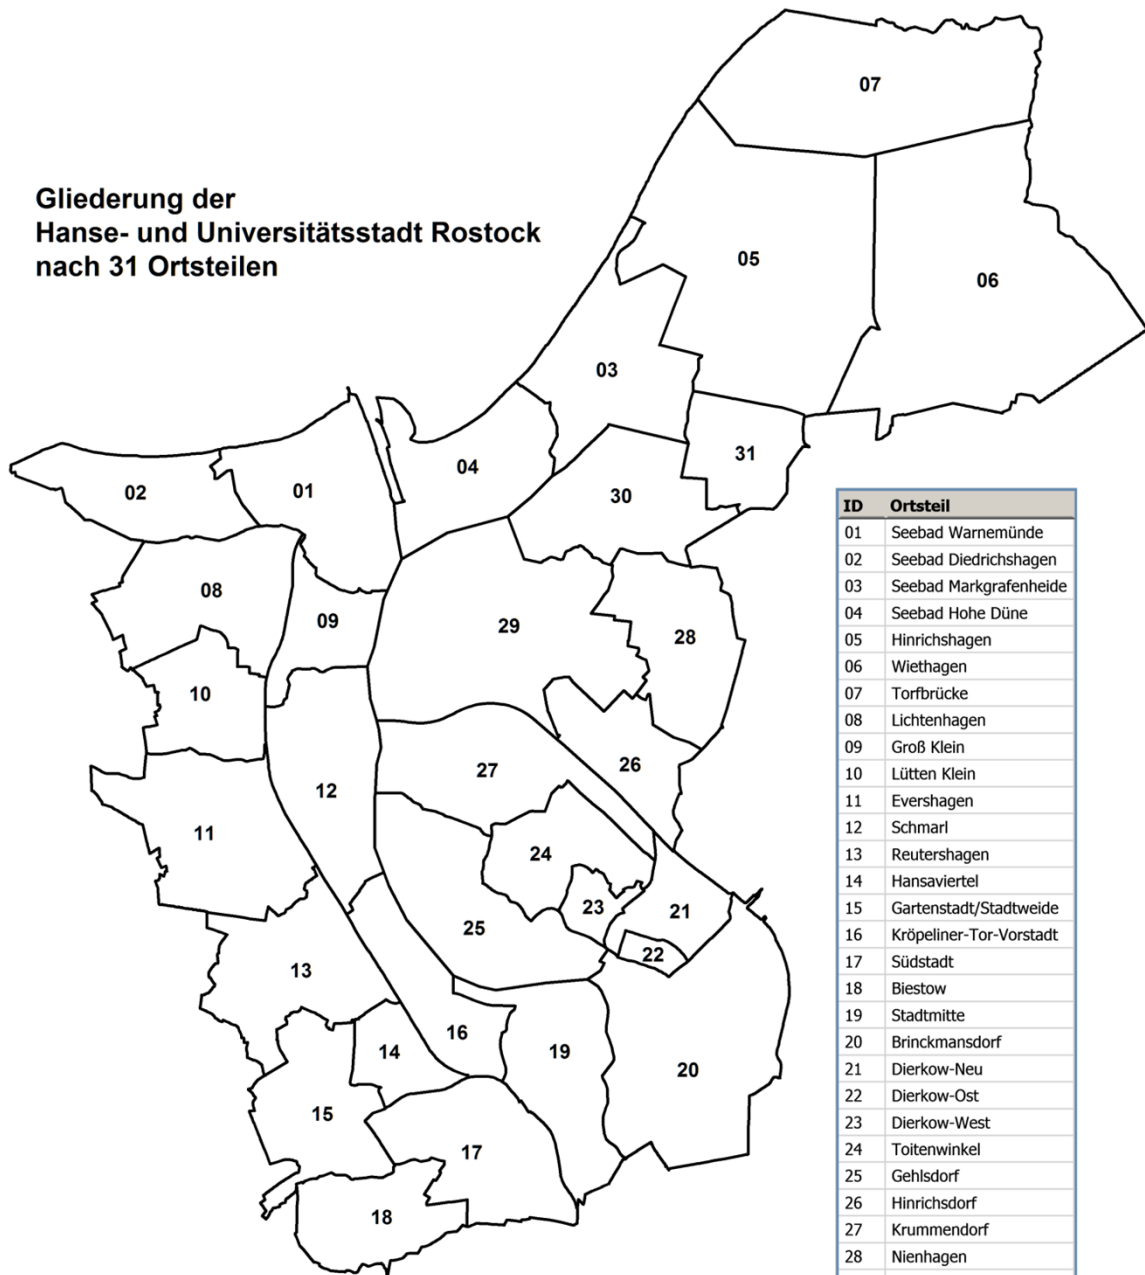 Gliederung der
Hanse- und Universitätsstadt Rostock
nach 31 Ortsteilen
07
05
06
03
31
04
30
02
01
08
09
29
28
10
27
26
12
11
24
23
21
25
22
13
16
14
19
20
15
17
18
ID Ortsteil
01 Seebad Warnemünde
02 Seebad Diedrichshagen
03 Seebad Markgrafenheide
04 Seebad Hohe Düne
05 Hinrichshagen
06 Wiethagen
07 Torfbrücke
08 Lichtenhagen
09 Groß Klein
10 Lütten Klein
11 Evershagen
12 Schmarl
13 Reutershagen
14 Hansaviertel
15 Gartenstadt/Stadtweide
16 Kröpeliner-Tor-Vorstadt
17 Südstadt
18 Biestow
19 Stadtmitte
20 Brinckmansdorf
21 Dierkow-Neu
22 Dierkow-Ost
23 Dierkow-West
24 Toitenwinkel
25 Gehlsdorf
26 Hinrichsdorf
27 Krummendorf
28 Nienhagen